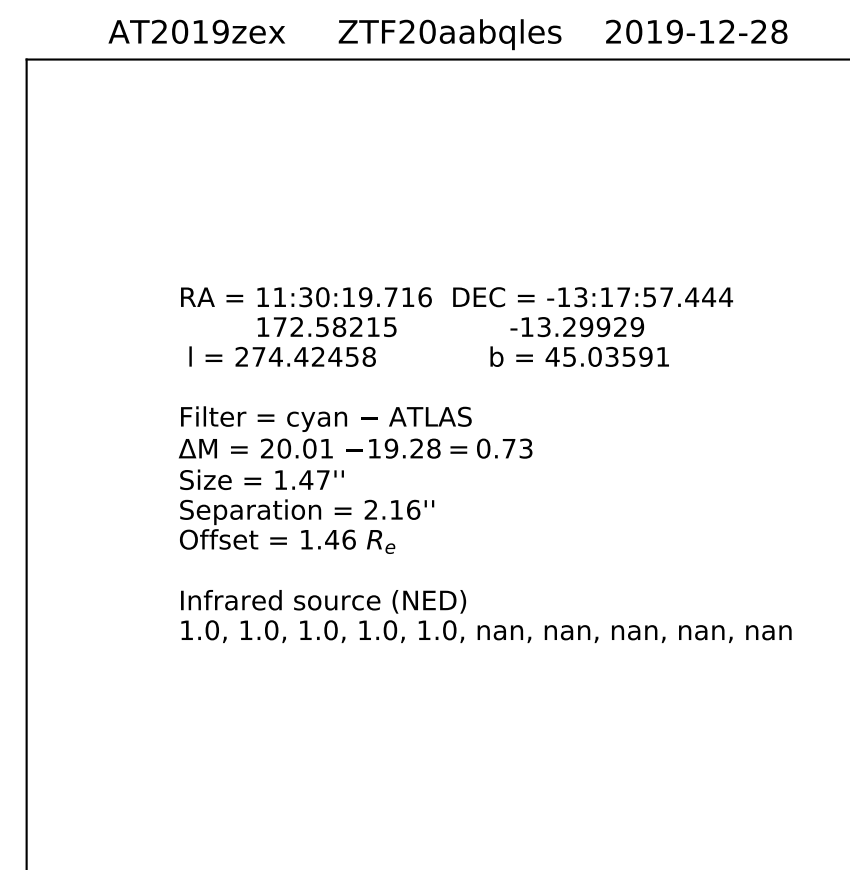 AT2019zex ZTF20aabqles 2019-12-28
RA = 11:30:19.716 DEC = -13:17:57.444
172.58215 -13.29929
l = 274.42458 b = 45.03591
Filter = cyan − ATLAS
ΔM = 20.01 −19.28 = 0.73
Size = 1.47''
Separation = 2.16''
Offset = 1.46 Re
Infrared source (NED)
1.0, 1.0, 1.0, 1.0, 1.0, nan, nan, nan, nan, nan